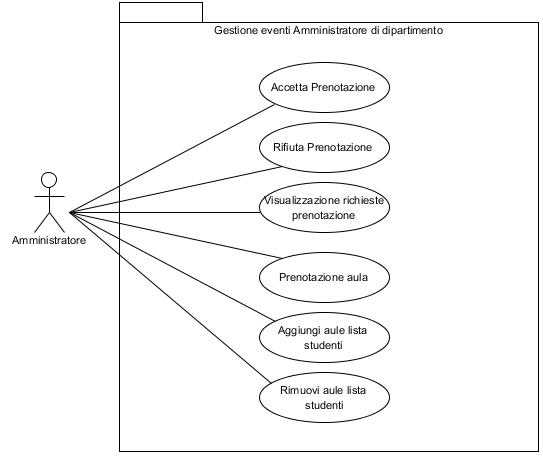 Gestione eventi Amministratore di dipartimento
Accetta Prenotazione
Rifiuta Prenotazione
Visualizzazione richieste
prenotazione
Amministratore
Prenotazione aula
Aggiungi aule lista
studenti
Rimuovi aule lista
studenti